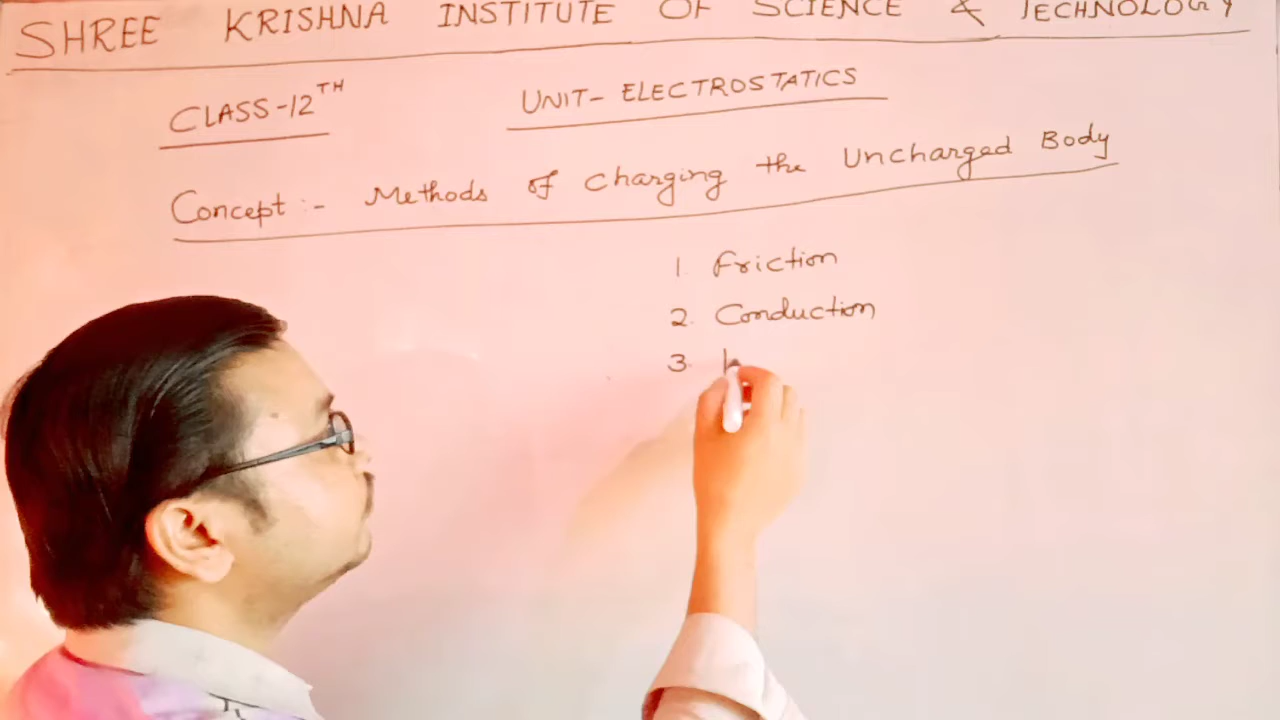 SHREE KRISHNA INSTITUTE OF SCIENCE & TECHNOLOGY
CLASS-12TH UNIT- ELECTROSTATICS
Concept :- Methods of charging the Uncharged Body
1. Friction
2. Conduction
3.